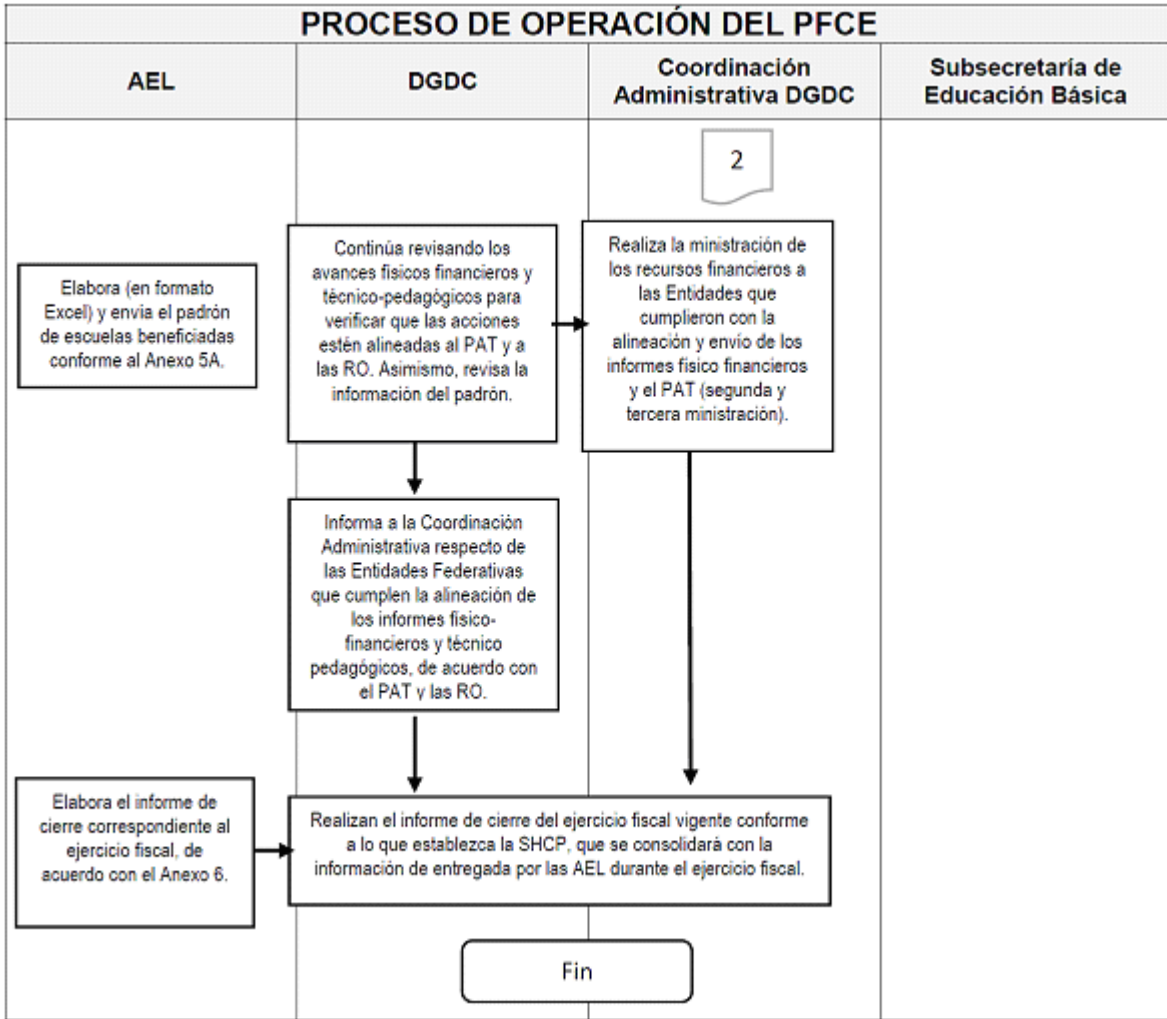 PROCESO DE OPERACIÓN DEL PFCE
AEL
DGDC
Coordinación
Administrativa DGDC
Subsecretaría de
Educación Básica
2
Elabora (en formato
Excel) y envía el padrón
de escuelas beneficiadas
conforme al Anexo 5A.
Continúa revisando los
avances físicos financieros y
técnico-pedagógicos para
verificar que las acciones
estén alineadas al PAT y a
las RO. Asimismo, revisa la
información del padrón.
Realiza la ministración de
los recursos financieros a
las Entidades que
cumplieron con la
alineación y envío de los
informes físico financieros
y el PAT (segunda y
tercera ministración).
Informa a la Coordinación
Administrativa respecto de
las Entidades Federativas
que cumplen la alineación de
los informes físico-
financieros y técnico
pedagógicos, de acuerdo con
el PAT y las RO.
Elabora el informe de
cierre correspondiente al
ejercicio fiscal, de
acuerdo con el Anexo 6.
Realizan el informe de cierre del ejercicio fiscal vigente conforme
a lo que establezca la SHCP, que se consolidará con la
información de entregada por las AEL durante el ejercicio fiscal.
Fin